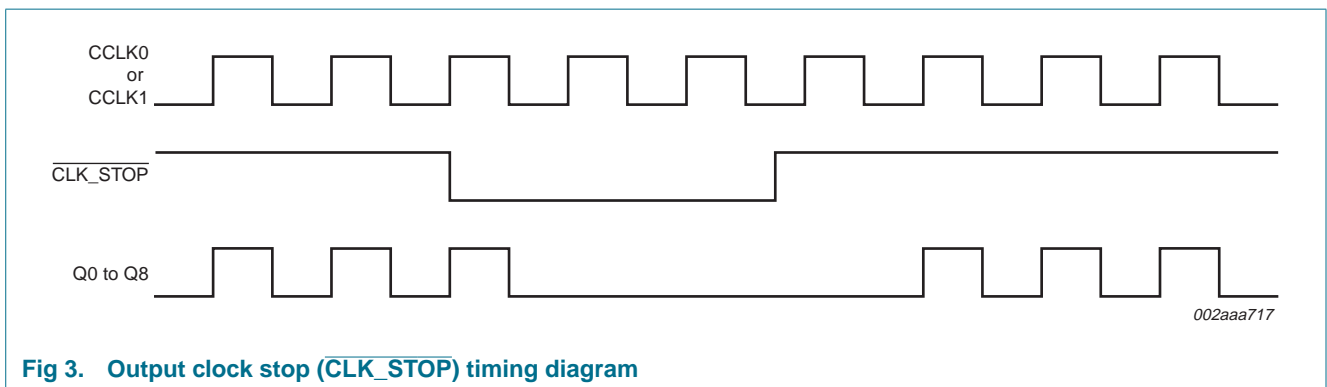 CCLK0
or
CCLK1
CLK_STOP
Q0 to Q8
002aaa717
Fig 3. Output clock stop (CLK_STOP) timing diagram